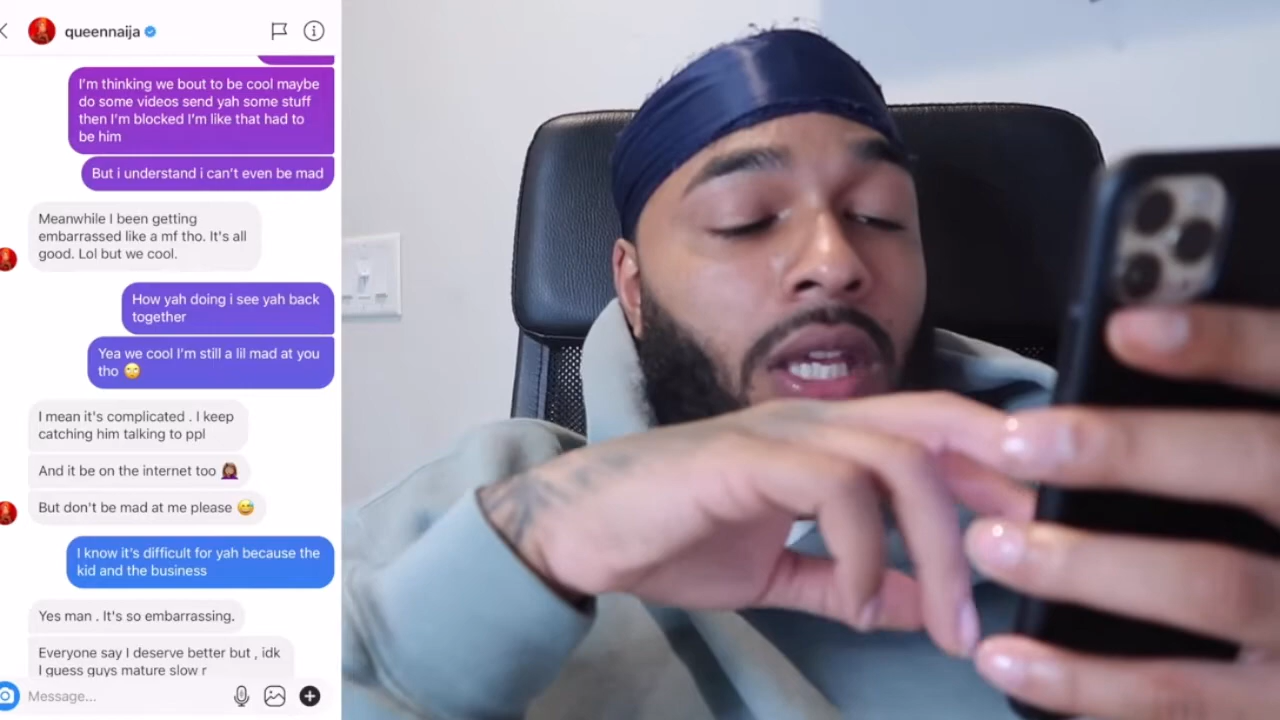 queennaija
I'm thinking we bout to be cool maybe
do some videos send yah some stuff
then I'm blocked I'm like that had to
be him
But i understand i can't even be mad
Meanwhile I been getting
embarrassed like a mf tho. It's all
good. Lol but we cool.
How yah doing i see yah back
together
Yea we cool I'm still a lil mad at you
tho 🙄
I mean it's complicated . I keep
catching him talking to ppl
And it be on the internet too 🤦🏽‍♀️
But don't be mad at me please 😅
I know it's difficult for yah because the
kid and the business
Yes man . It's so embarrassing.
Everyone say I deserve better but , idk
I guess guys mature slow r
Message...